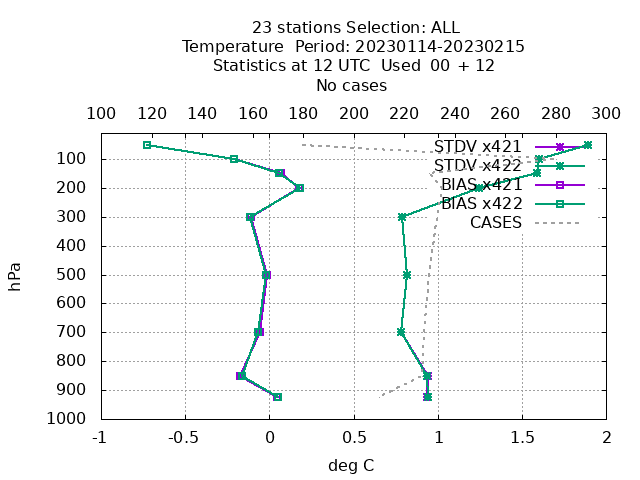 23 stations Selection: ALL
Temperature  Period: 20230114-20230215
Statistics at 12 UTC  Used  00 + 12
No cases
100 120 140 160 180 200 220 240 260 280 300
STDV x421
STDV x422
BIAS x421
BIAS x422
CASES
100
200
300
400
500
600
700
800
900
1000
hPa
-1 -0.5 0 0.5 1 1.5 2
deg C